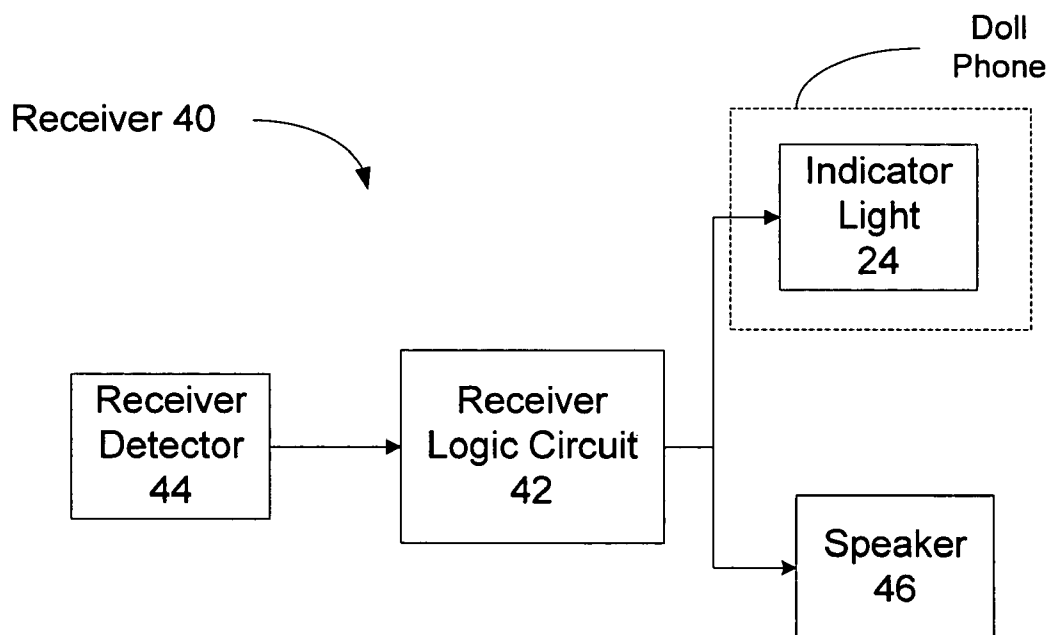 Doll
Phone
Receiver 40
Indicator
Light
24
Receiver
Detector
44
Receiver
Logic Circuit
42
Speaker
46